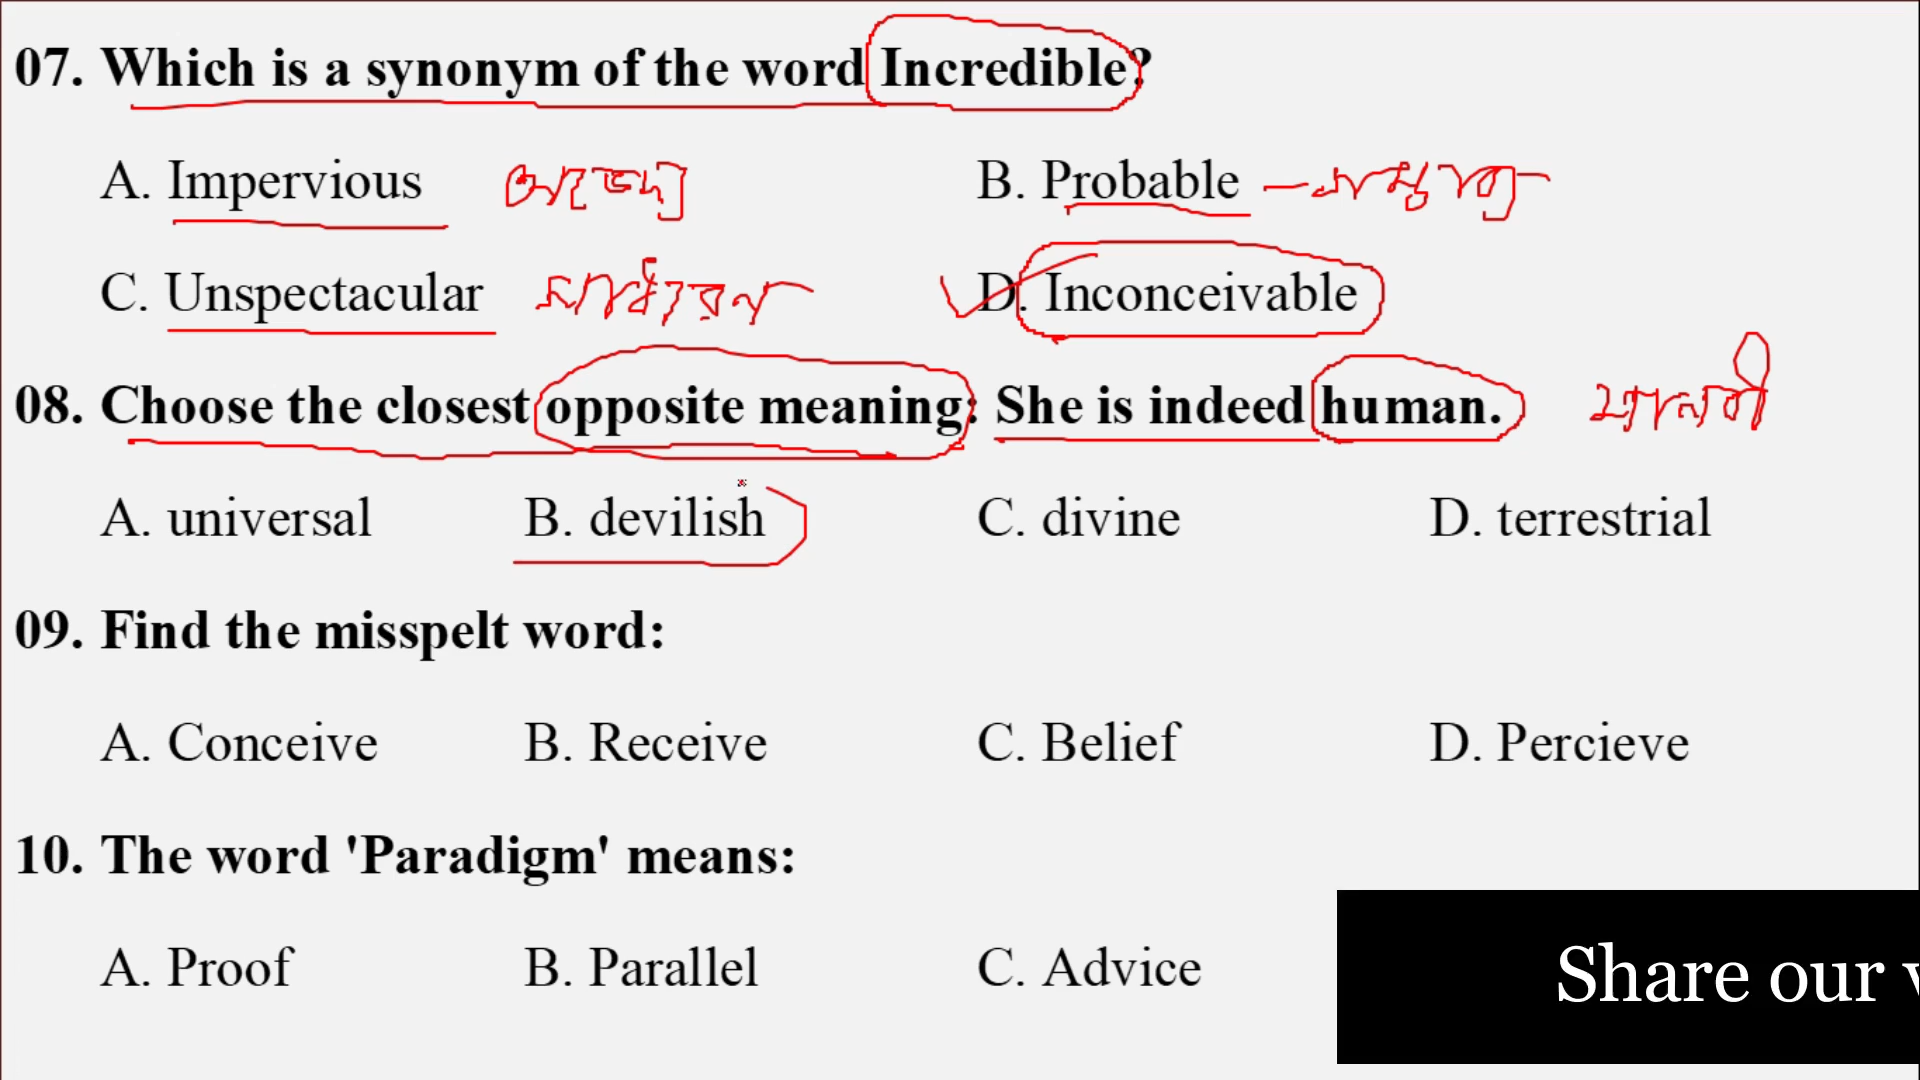 07. Which is a synonym of the word Incredible?
A. Impervious অভেদ্য B. Probable – সম্ভাব্য
C. Unspectacular D. Inconceivable
08. Choose the closest opposite meaning: She is indeed human.
A. universal B. devilish C. divine D. terrestrial
09. Find the misspelt word:
A. Conceive B. Receive C. Belief D. Percieve
10. The word 'Paradigm' means:
A. Proof B. Parallel C. Advice
Share our